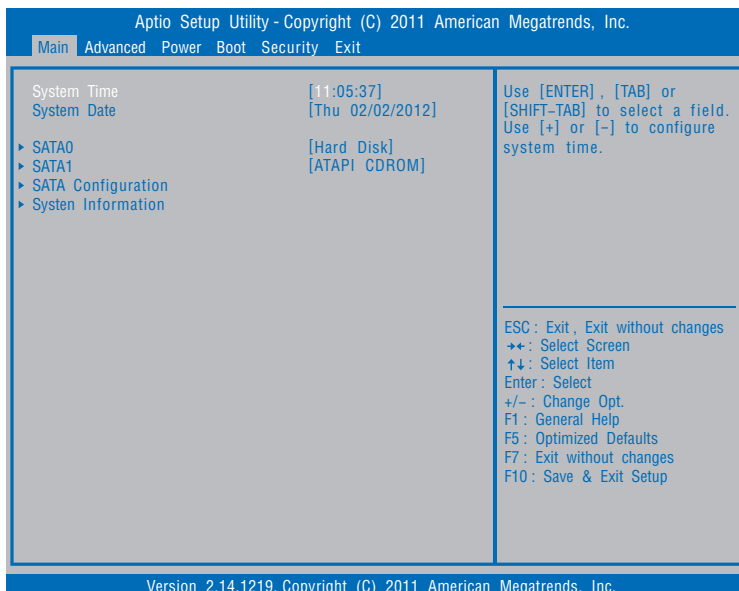 Aptio Setup Utility - Copyright (C) 2011 American Megatrends, Inc.
Main Advanced Power Boot Security Exit
System Time [11:05:37]
System Date [Thu 02/02/2012]
SATA0 [Hard Disk]
SATA1 [ATAPI CDROM]
SATA Configuration
Systen Information
Use [ENTER], [TAB] or
[SHIFT-TAB] to select a field.
Use [+] or [-] to configure
system time.
ESC : Exit, Exit without changes
→←: Select Screen
↑↓: Select Item
Enter : Select
+/- : Change Opt.
F1 : General Help
F5 : Optimized Defaults
F7 : Exit without changes
F10 : Save & Exit Setup
Version 2.14.1219. Copyright (C) 2011 American Megatrends, Inc.